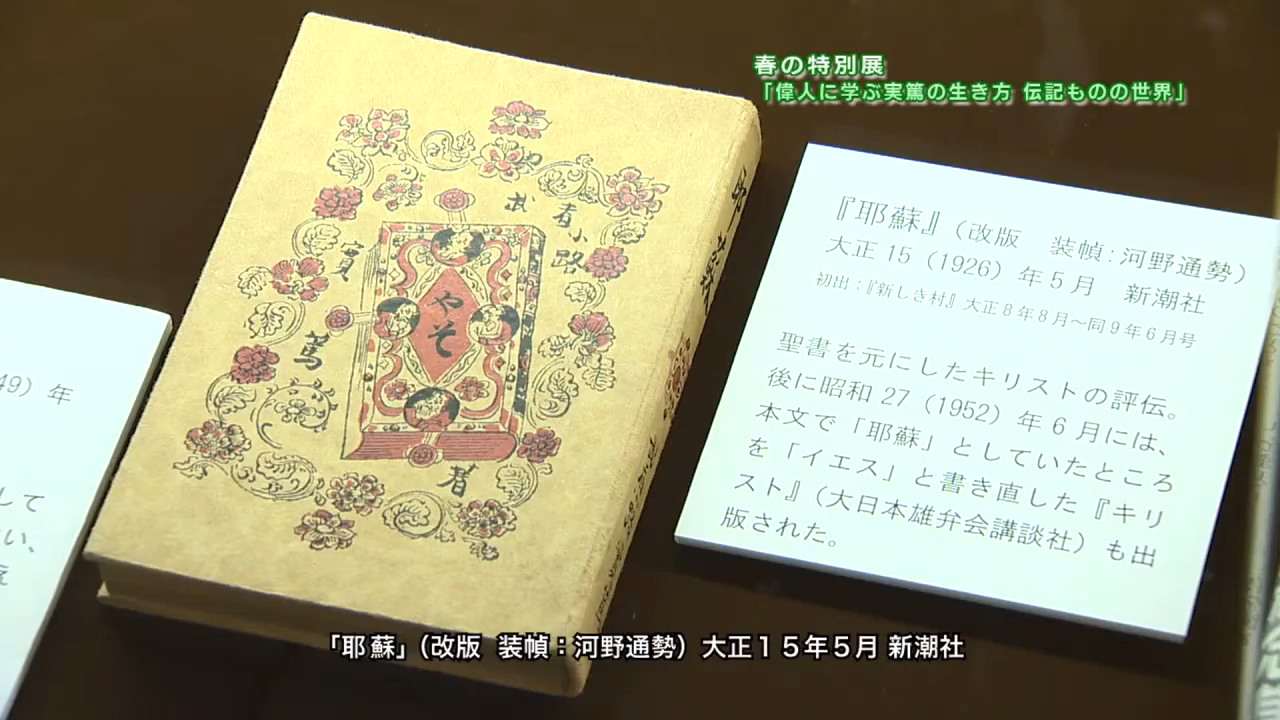 春の特別展
「偉人に学ぶ実篤の生き方 伝記ものの世界」
武
者
小
路
實
篤
著
やそ
耶蘇
『耶蘇』(改版 装幀:河野通勢)
大正15(1926)年5月 新潮社
初出:『新しき村』大正8年8月~同9年6月号
聖書を元にしたキリストの評伝。
後に昭和27(1952)年6月には、
本文で「耶蘇」としていたところ
を「イエス」と書き直した『キリ
スト』(大日本雄弁会講談社)も出
版された。
49)年
して
い、
「耶蘇」(改版 装幀:河野通勢)大正15年5月 新潮社